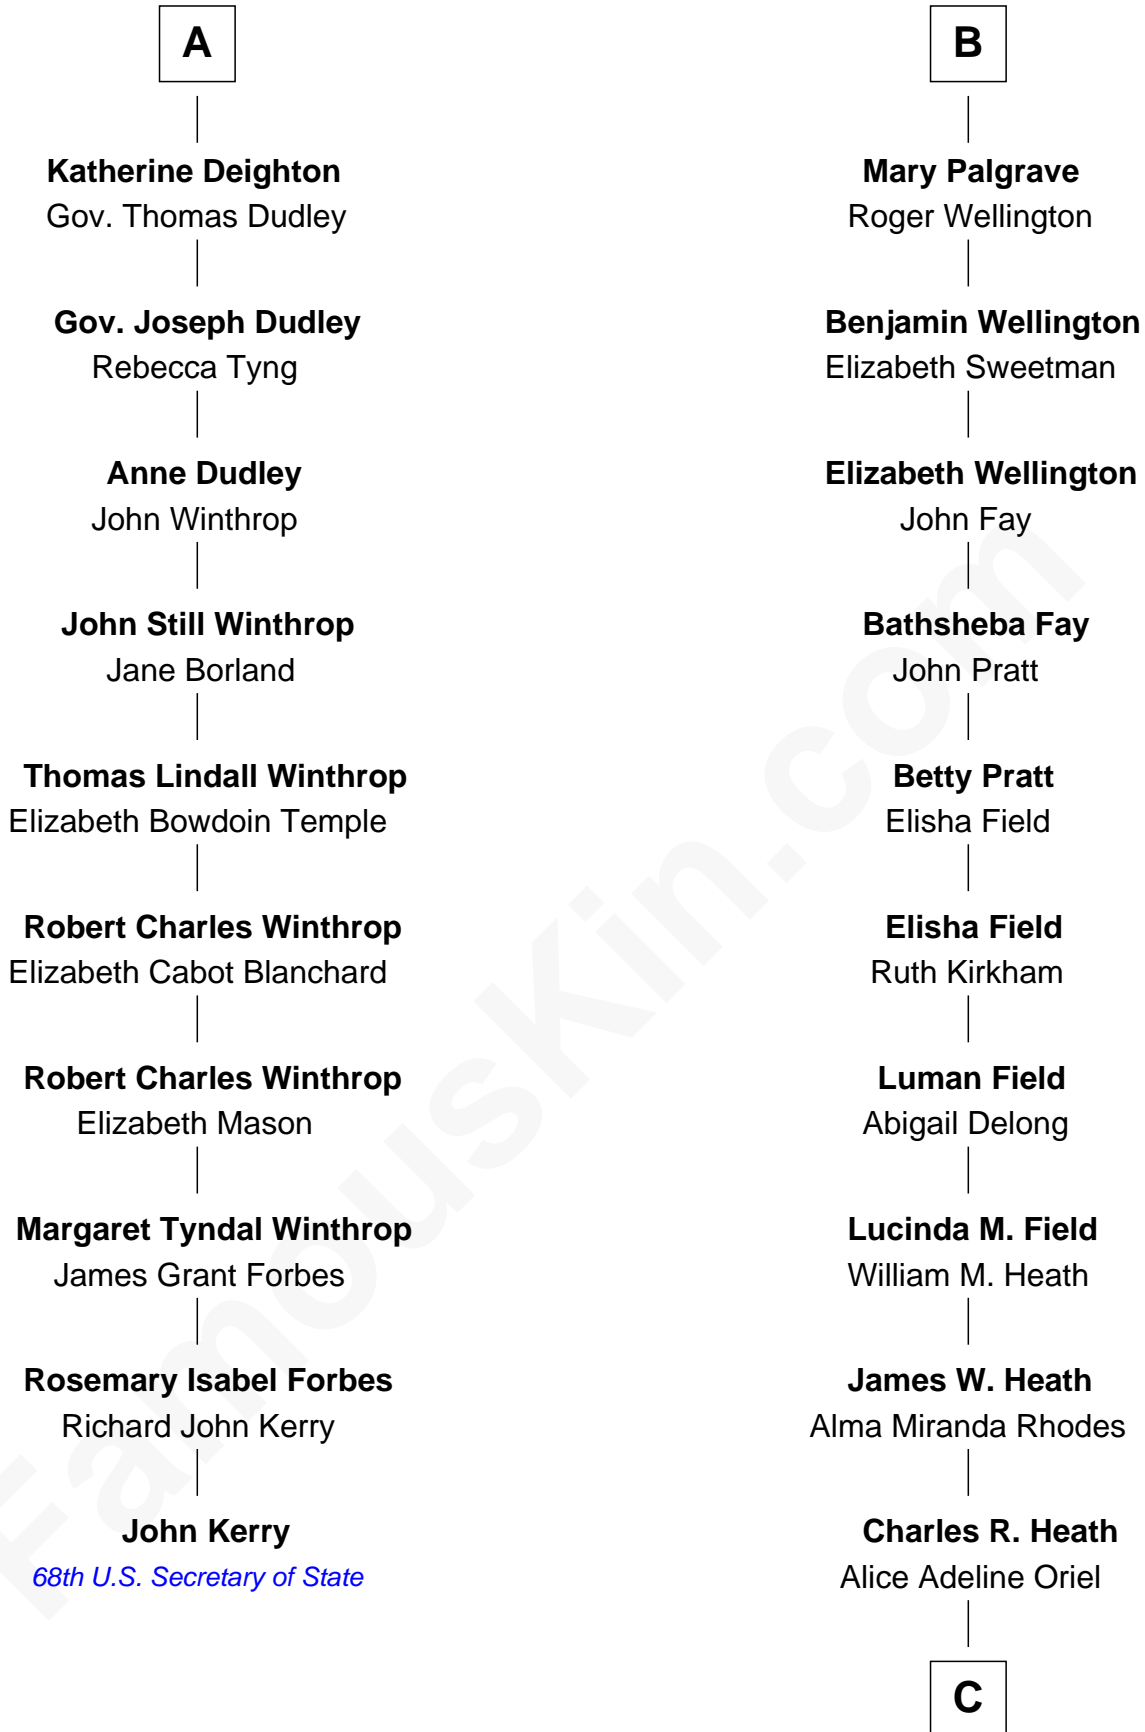 A
Katherine Deighton
Gov. Thomas Dudley
Gov. Joseph Dudley
Rebecca Tyng
Anne Dudley
John Winthrop
John Still Winthrop
Jane Borland
Thomas Lindall Winthrop
Elizabeth Bowdoin Temple
Robert Charles Winthrop
Elizabeth Cabot Blanchard
Robert Charles Winthrop
Elizabeth Mason
Margaret Tyndal Winthrop
James Grant Forbes
Rosemary Isabel Forbes
Richard John Kerry
John Kerry
68th U.S. Secretary of State
B
Mary Palgrave
Roger Wellington
Benjamin Wellington
Elizabeth Sweetman
Elizabeth Wellington
John Fay
Bathsheba Fay
John Pratt
Betty Pratt
Elisha Field
Elisha Field
Ruth Kirkham
Luman Field
Abigail Delong
Lucinda M. Field
William M. Heath
James W. Heath
Alma Miranda Rhodes
Charles R. Heath
Alice Adeline Oriel
C
FamousKin.com